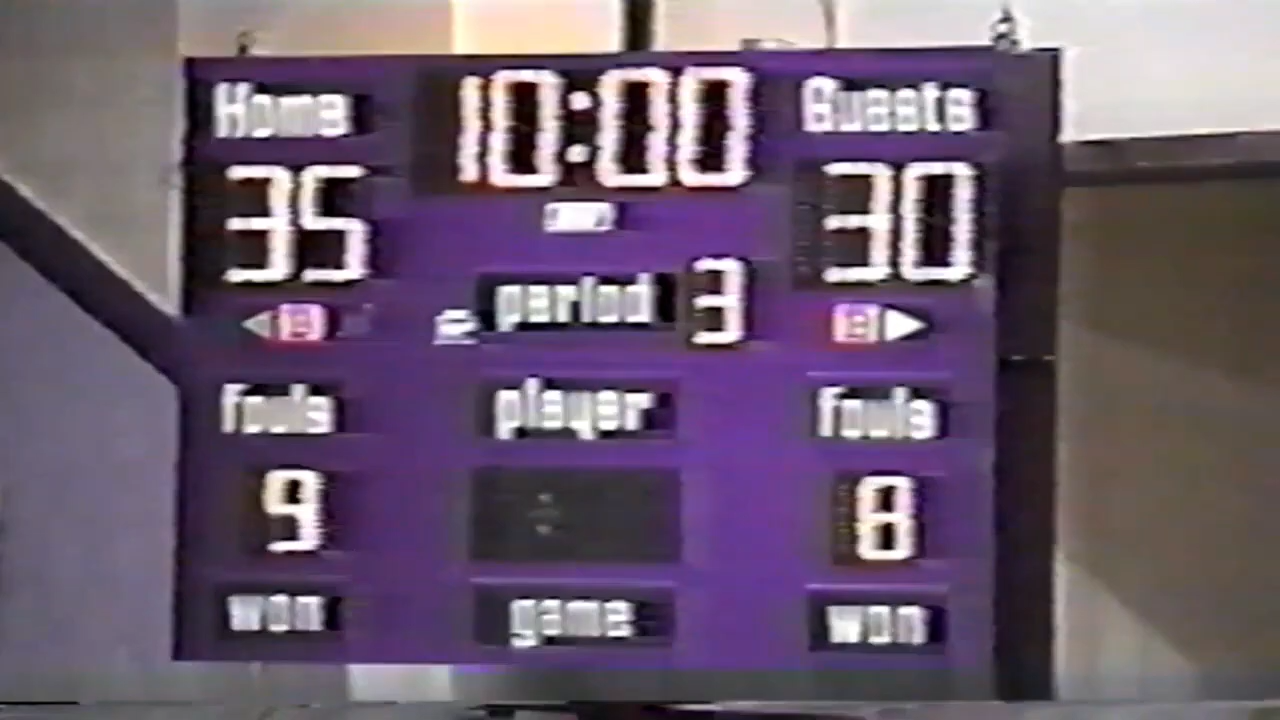 Home 10:00 Guests
35 30
period 3
fouls player fouls
9 8
won game won